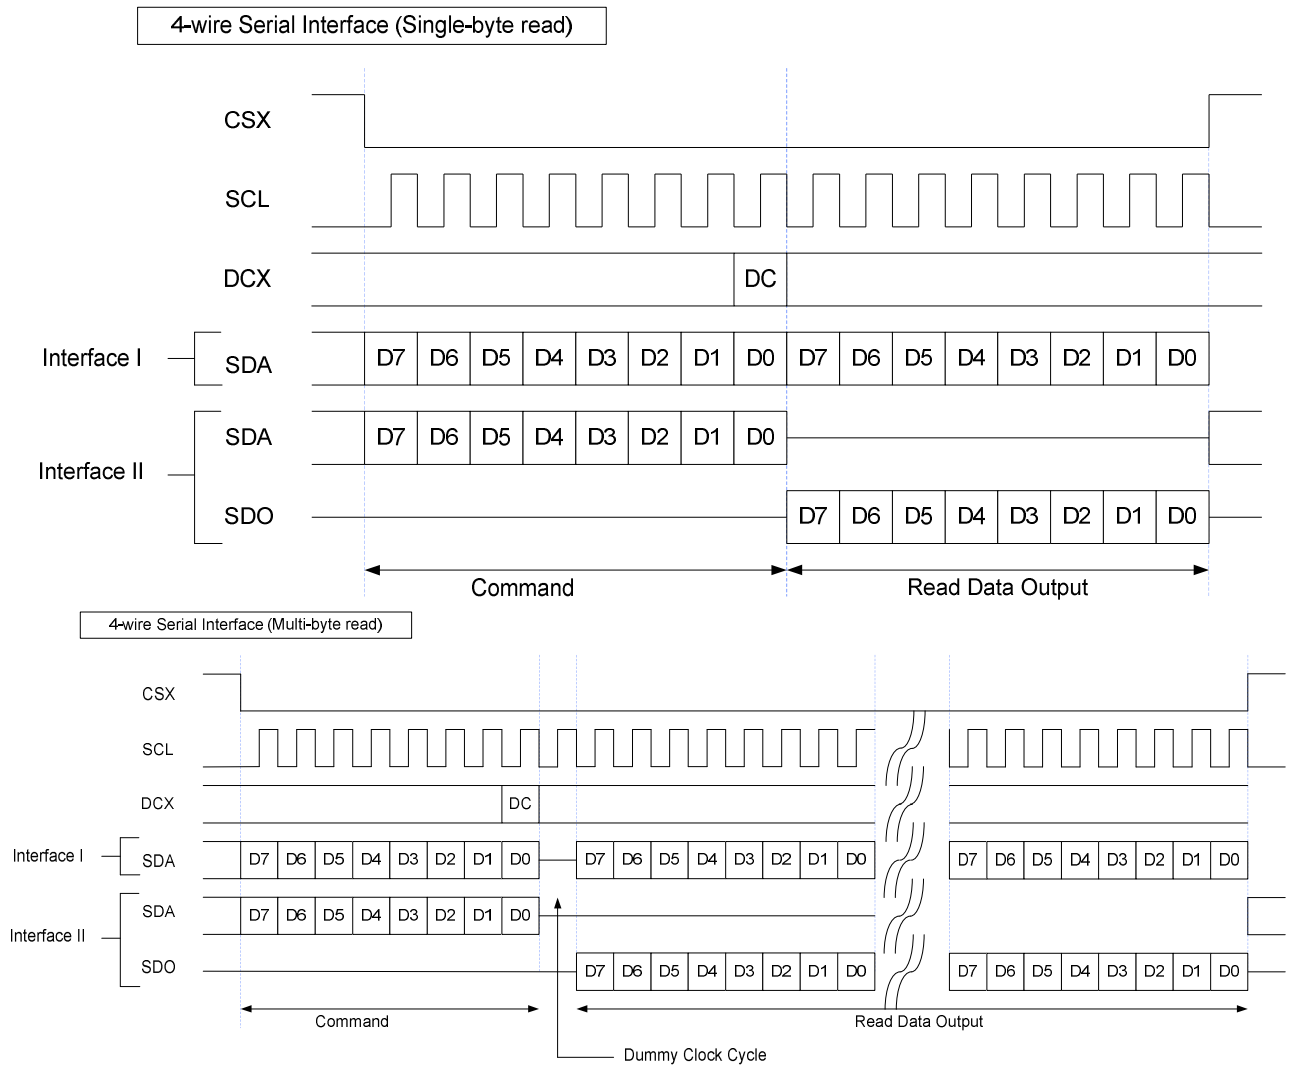 4-wire Serial Interface (Single-byte read)
CSX
SCL
DCX DC
Interface I SDA D7 D6 D5 D4 D3 D2 D1 D0 D7 D6 D5 D4 D3 D2 D1 D0
SDA D7 D6 D5 D4 D3 D2 D1 D0
Interface II
SDO D7 D6 D5 D4 D3 D2 D1 D0
Command Read Data Output
4-wire Serial Interface (Multi-byte read)
CSX
SCL
DCX DC
Interface I SDA D7 D6 D5 D4 D3 D2 D1 D0 D7 D6 D5 D4 D3 D2 D1 D0 D7 D6 D5 D4 D3 D2 D1 D0
SDA D7 D6 D5 D4 D3 D2 D1 D0
Interface II
SDO D7 D6 D5 D4 D3 D2 D1 D0 D7 D6 D5 D4 D3 D2 D1 D0
Command Read Data Output
Dummy Clock Cycle